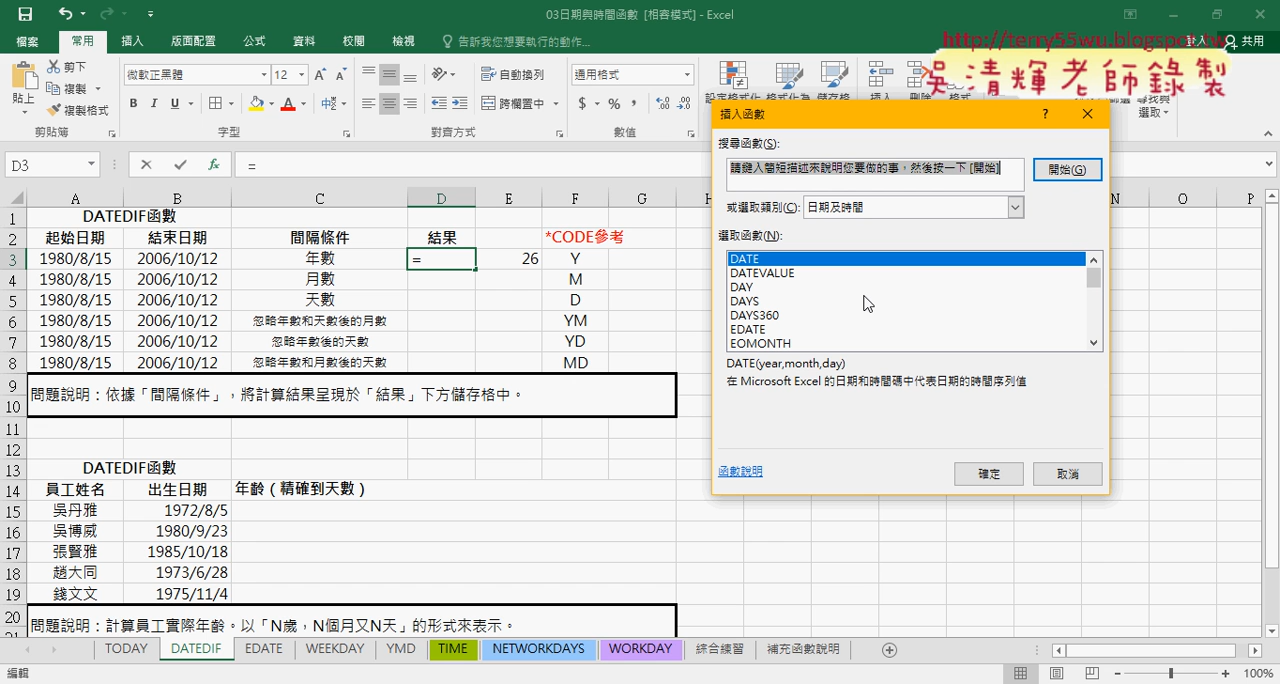 03日期與時間函數 [相容模式] - Excel
檔案 常用 插入 版面配置 公式 資料 校閱 檢視 告訴我您想要執行的動作... 登入 共用
http://terry55wu.blogspot.tw
吳清輝老師錄製
剪下 微軟正黑體 12 自動換列 通用格式
貼上 複製 B I U 跨欄置中 $ % 設定格式化 格式化為 儲存格 插入 刪除 格式
複製格式 選取
剪貼簿 字型 對齊方式 數值
D3 =
A B C D E F G H N O P
1 DATEDIF函數
2 起始日期 結束日期 間隔條件 結果 *CODE參考
3 1980/8/15 2006/10/12 年數 = 26 Y
4 1980/8/15 2006/10/12 月數 M
5 1980/8/15 2006/10/12 天數 D
6 1980/8/15 2006/10/12 忽略年數和天數後的月數 YM
7 1980/8/15 2006/10/12 忽略年數後的天數 YD
8 1980/8/15 2006/10/12 忽略年數和月數後的天數 MD
9
10 問題說明：依據「間隔條件」，將計算結果呈現於「結果」下方儲存格中。
11
12
13 DATEDIF函數
14 員工姓名 出生日期 年齡（精確到天數）
15 吳丹雅 1972/8/5
16 吳博威 1980/9/23
17 張賢雅 1985/10/18
18 趙大同 1973/6/28
19 錢文文 1975/11/4
20 問題說明：計算員工實際年齡。以「N歲，N個月又N天」的形式來表示。
插入函數 ?
搜尋函數(S):
請鍵入簡短描述來說明您要做的事，然後按一下 [開始] 開始(G)
或選取類別(C): 日期及時間
選取函數(N):
DATE
DATEVALUE
DAY
DAYS
DAYS360
EDATE
EOMONTH
DATE(year,month,day)
在 Microsoft Excel 的日期和時間碼中代表日期的時間序列值
函數說明 確定 取消
TODAY DATEDIF EDATE WEEKDAY YMD TIME NETWORKDAYS WORKDAY 綜合練習 補充函數說明
編輯 100%